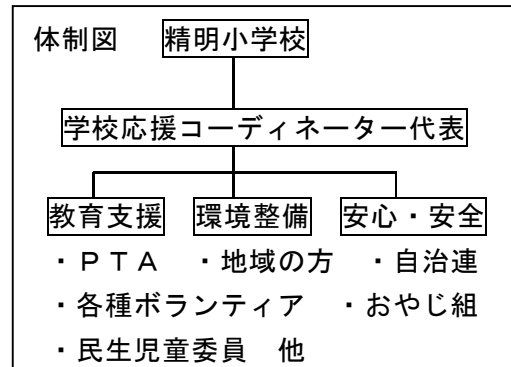 体制図 精明小学校
学校応援コーディネーター代表
教育支援 環境整備 安心・安全
・ＰＴＡ ・地域の方 ・自治連
・各種ボランティア ・おやじ組
・民生児童委員 他